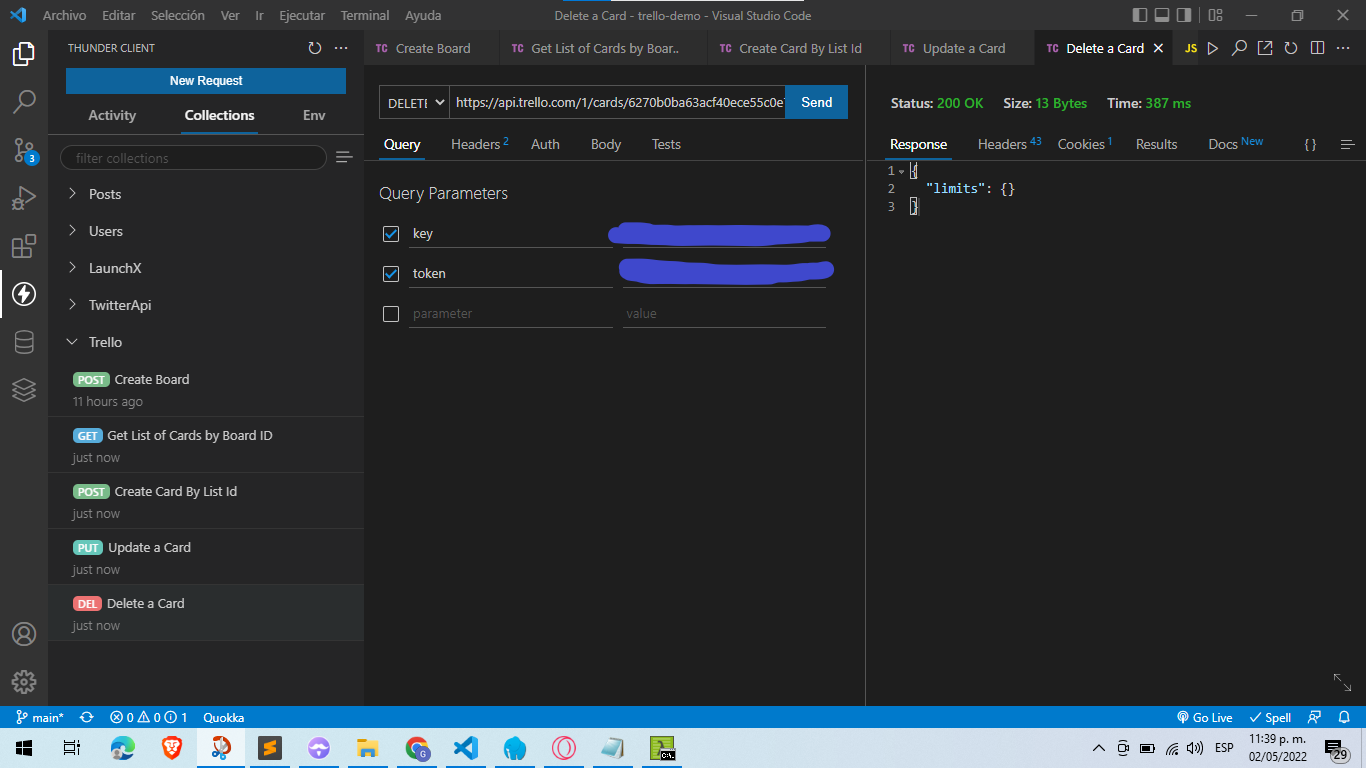 Archivo Editar Selección Ver Ir Ejecutar Terminal Ayuda Delete a Card - trello-demo - Visual Studio Code
THUNDER CLIENT
New Request
Activity Collections Env
filter collections
Posts
Users
LaunchX
TwitterApi
Trello
POST Create Board
11 hours ago
GET Get List of Cards by Board ID
just now
POST Create Card By List Id
just now
PUT Update a Card
just now
DEL Delete a Card
just now
3
TC Create Board TC Get List of Cards by Boar.. TC Create Card By List Id TC Update a Card TC Delete a Card JS
DELETE https://api.trello.com/1/cards/6270b0ba63acf40ece55c0e Send
Query Headers 2 Auth Body Tests
Query Parameters
key
token
parameter value
Status: 200 OK Size: 13 Bytes Time: 387 ms
Response Headers 43 Cookies 1 Results Docs New { }
1 {
2 "limits": {}
3 }
main* 0 0 1 Quokka Go Live Spell
ESP 11:39 p. m.
02/05/2022
29